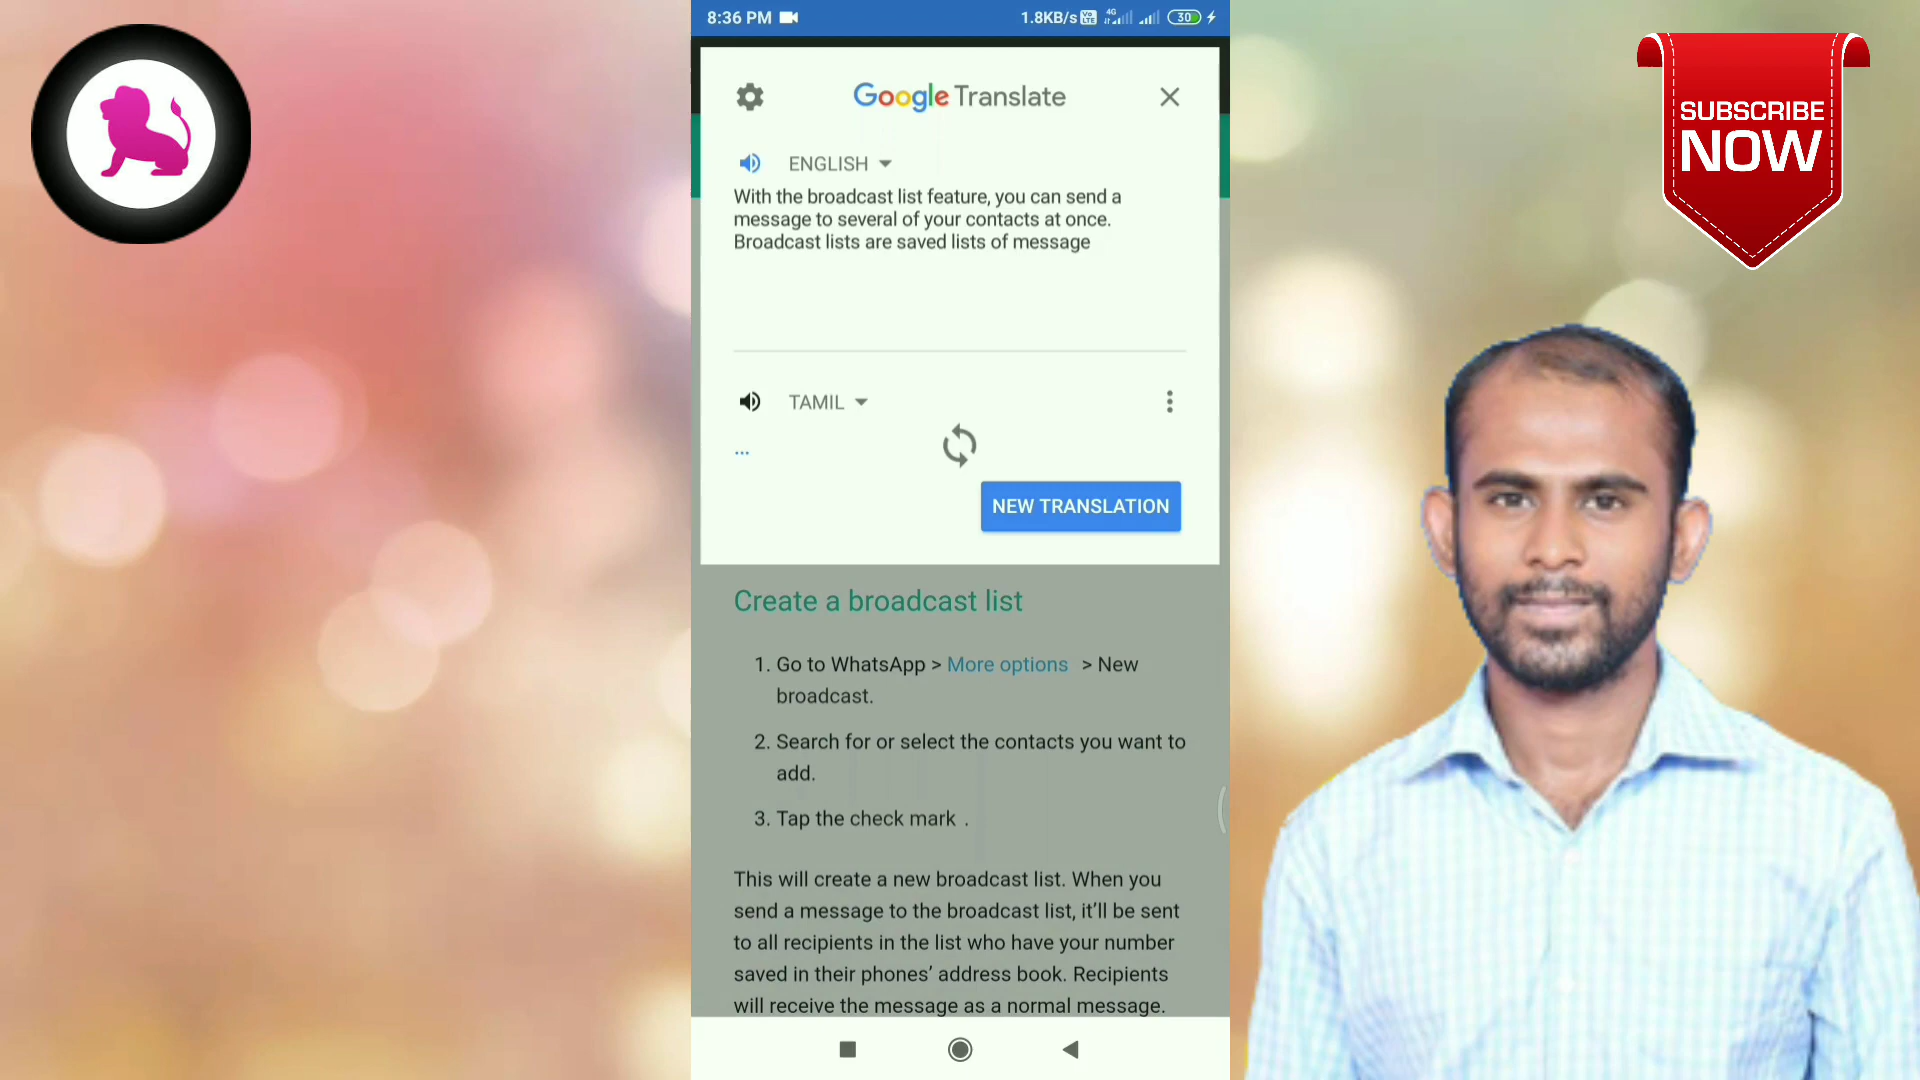 8:36 PM
1.8KB/s
Vo LTE
4G
30
SUBSCRIBE
NOW
Google Translate
ENGLISH
With the broadcast list feature, you can send a
message to several of your contacts at once.
Broadcast lists are saved lists of message
TAMIL
...
NEW TRANSLATION
Create a broadcast list
1. Go to WhatsApp > More options > New
broadcast.
2. Search for or select the contacts you want to
add.
3. Tap the check mark .
This will create a new broadcast list. When you
send a message to the broadcast list, it’ll be sent
to all recipients in the list who have your number
saved in their phones’ address book. Recipients
will receive the message as a normal message.